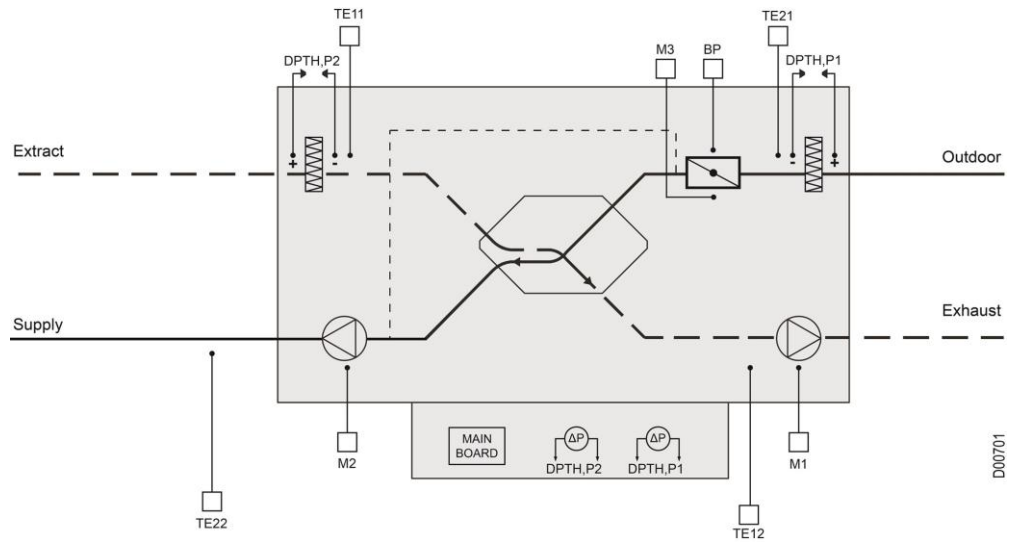 TE11
TE21
M3
BP
DPTH,P2
DPTH,P1
+
-
-
+
Extract
Outdoor
Supply
Exhaust
M2
MAIN
BOARD
ΔP
ΔP
DPTH,P2
DPTH,P1
M1
TE22
TE12
D00701